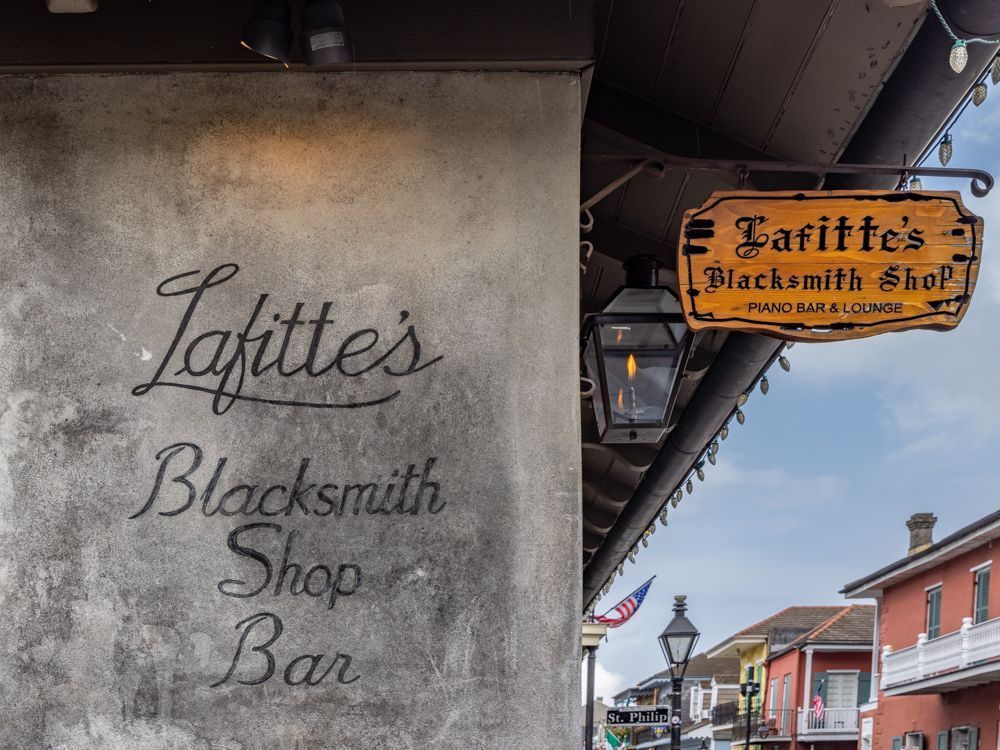 Lafitte's
Blacksmith
Shop
Bar
Lafitte's
Blacksmith Shop
PIANO BAR & LOUNGE
St. Philip